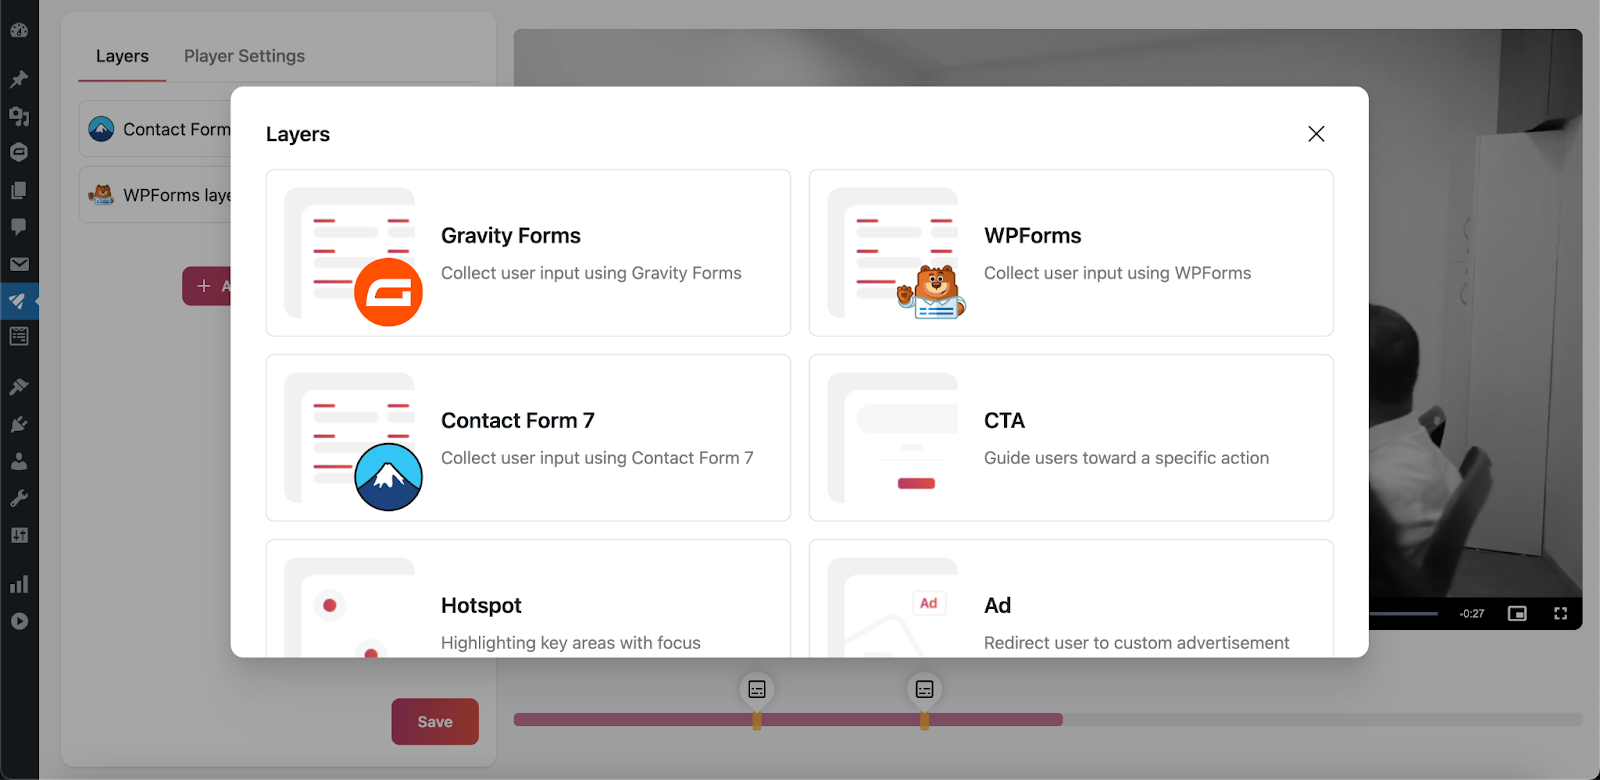 Layers Player Settings
Contact Form
WPForms laye
+ A
Layers
Gravity Forms
Collect user input using Gravity Forms
WPForms
Collect user input using WPForms
Contact Form 7
Collect user input using Contact Form 7
CTA
Guide users toward a specific action
Hotspot
Highlighting key areas with focus
Ad
Ad
Redirect user to custom advertisement
-0:27
Save